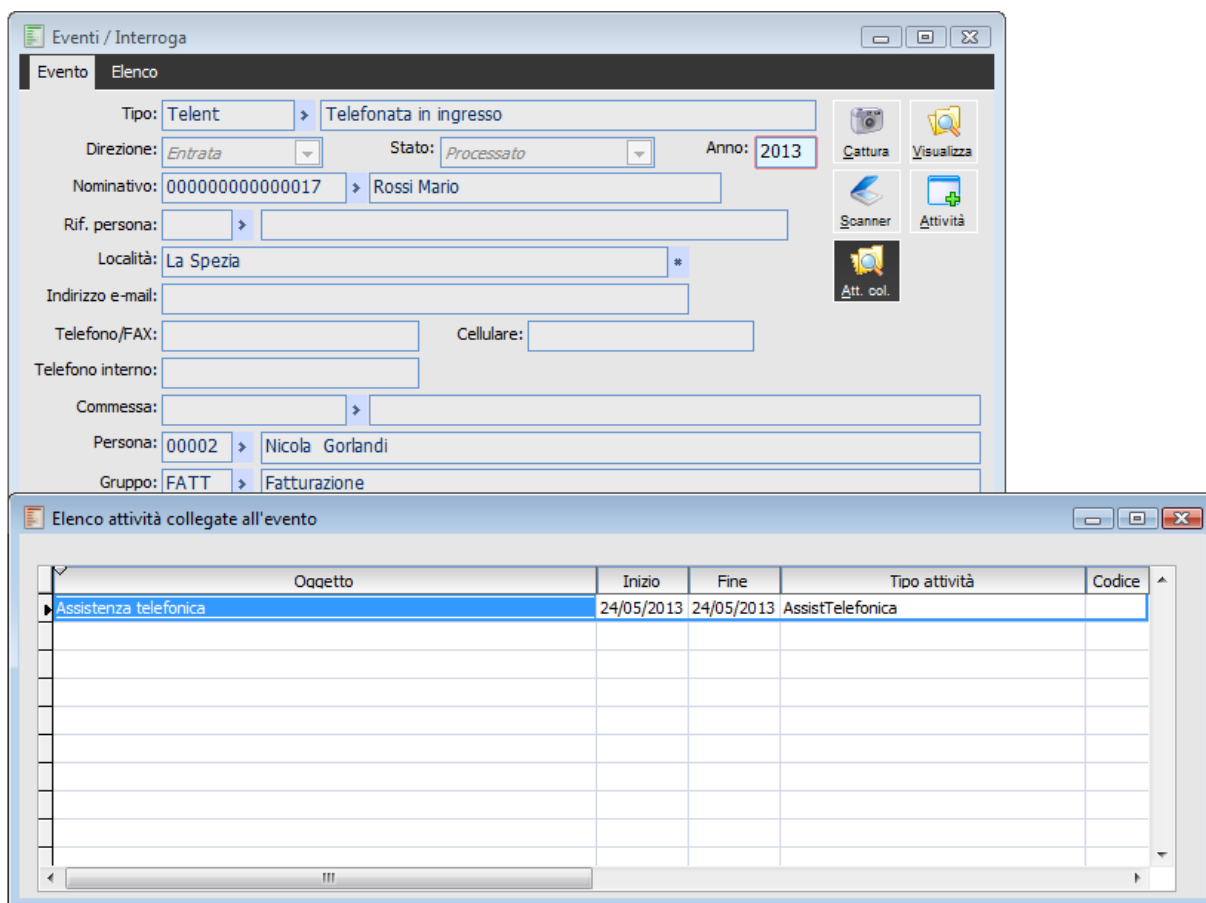 Eventi / Interroga
Evento Elenco
Tipo: Telent Telefonata in ingresso
Direzione: Entrata Stato: Processato Anno: 2013
Cattura Visualizza
Nominativo: 000000000000017 Rossi Mario
Rif. persona:
Scanner Attività
Località: La Spezia
Att. col.
Indirizzo e-mail:
Telefono/FAX: Cellulare:
Telefono interno:
Commessa:
Persona: 00002 Nicola Gorlandi
Gruppo: FATT Fatturazione
Elenco attività collegate all'evento
Oggetto Inizio Fine Tipo attività Codice
Assistenza telefonica 24/05/2013 24/05/2013 AssistTelefonica